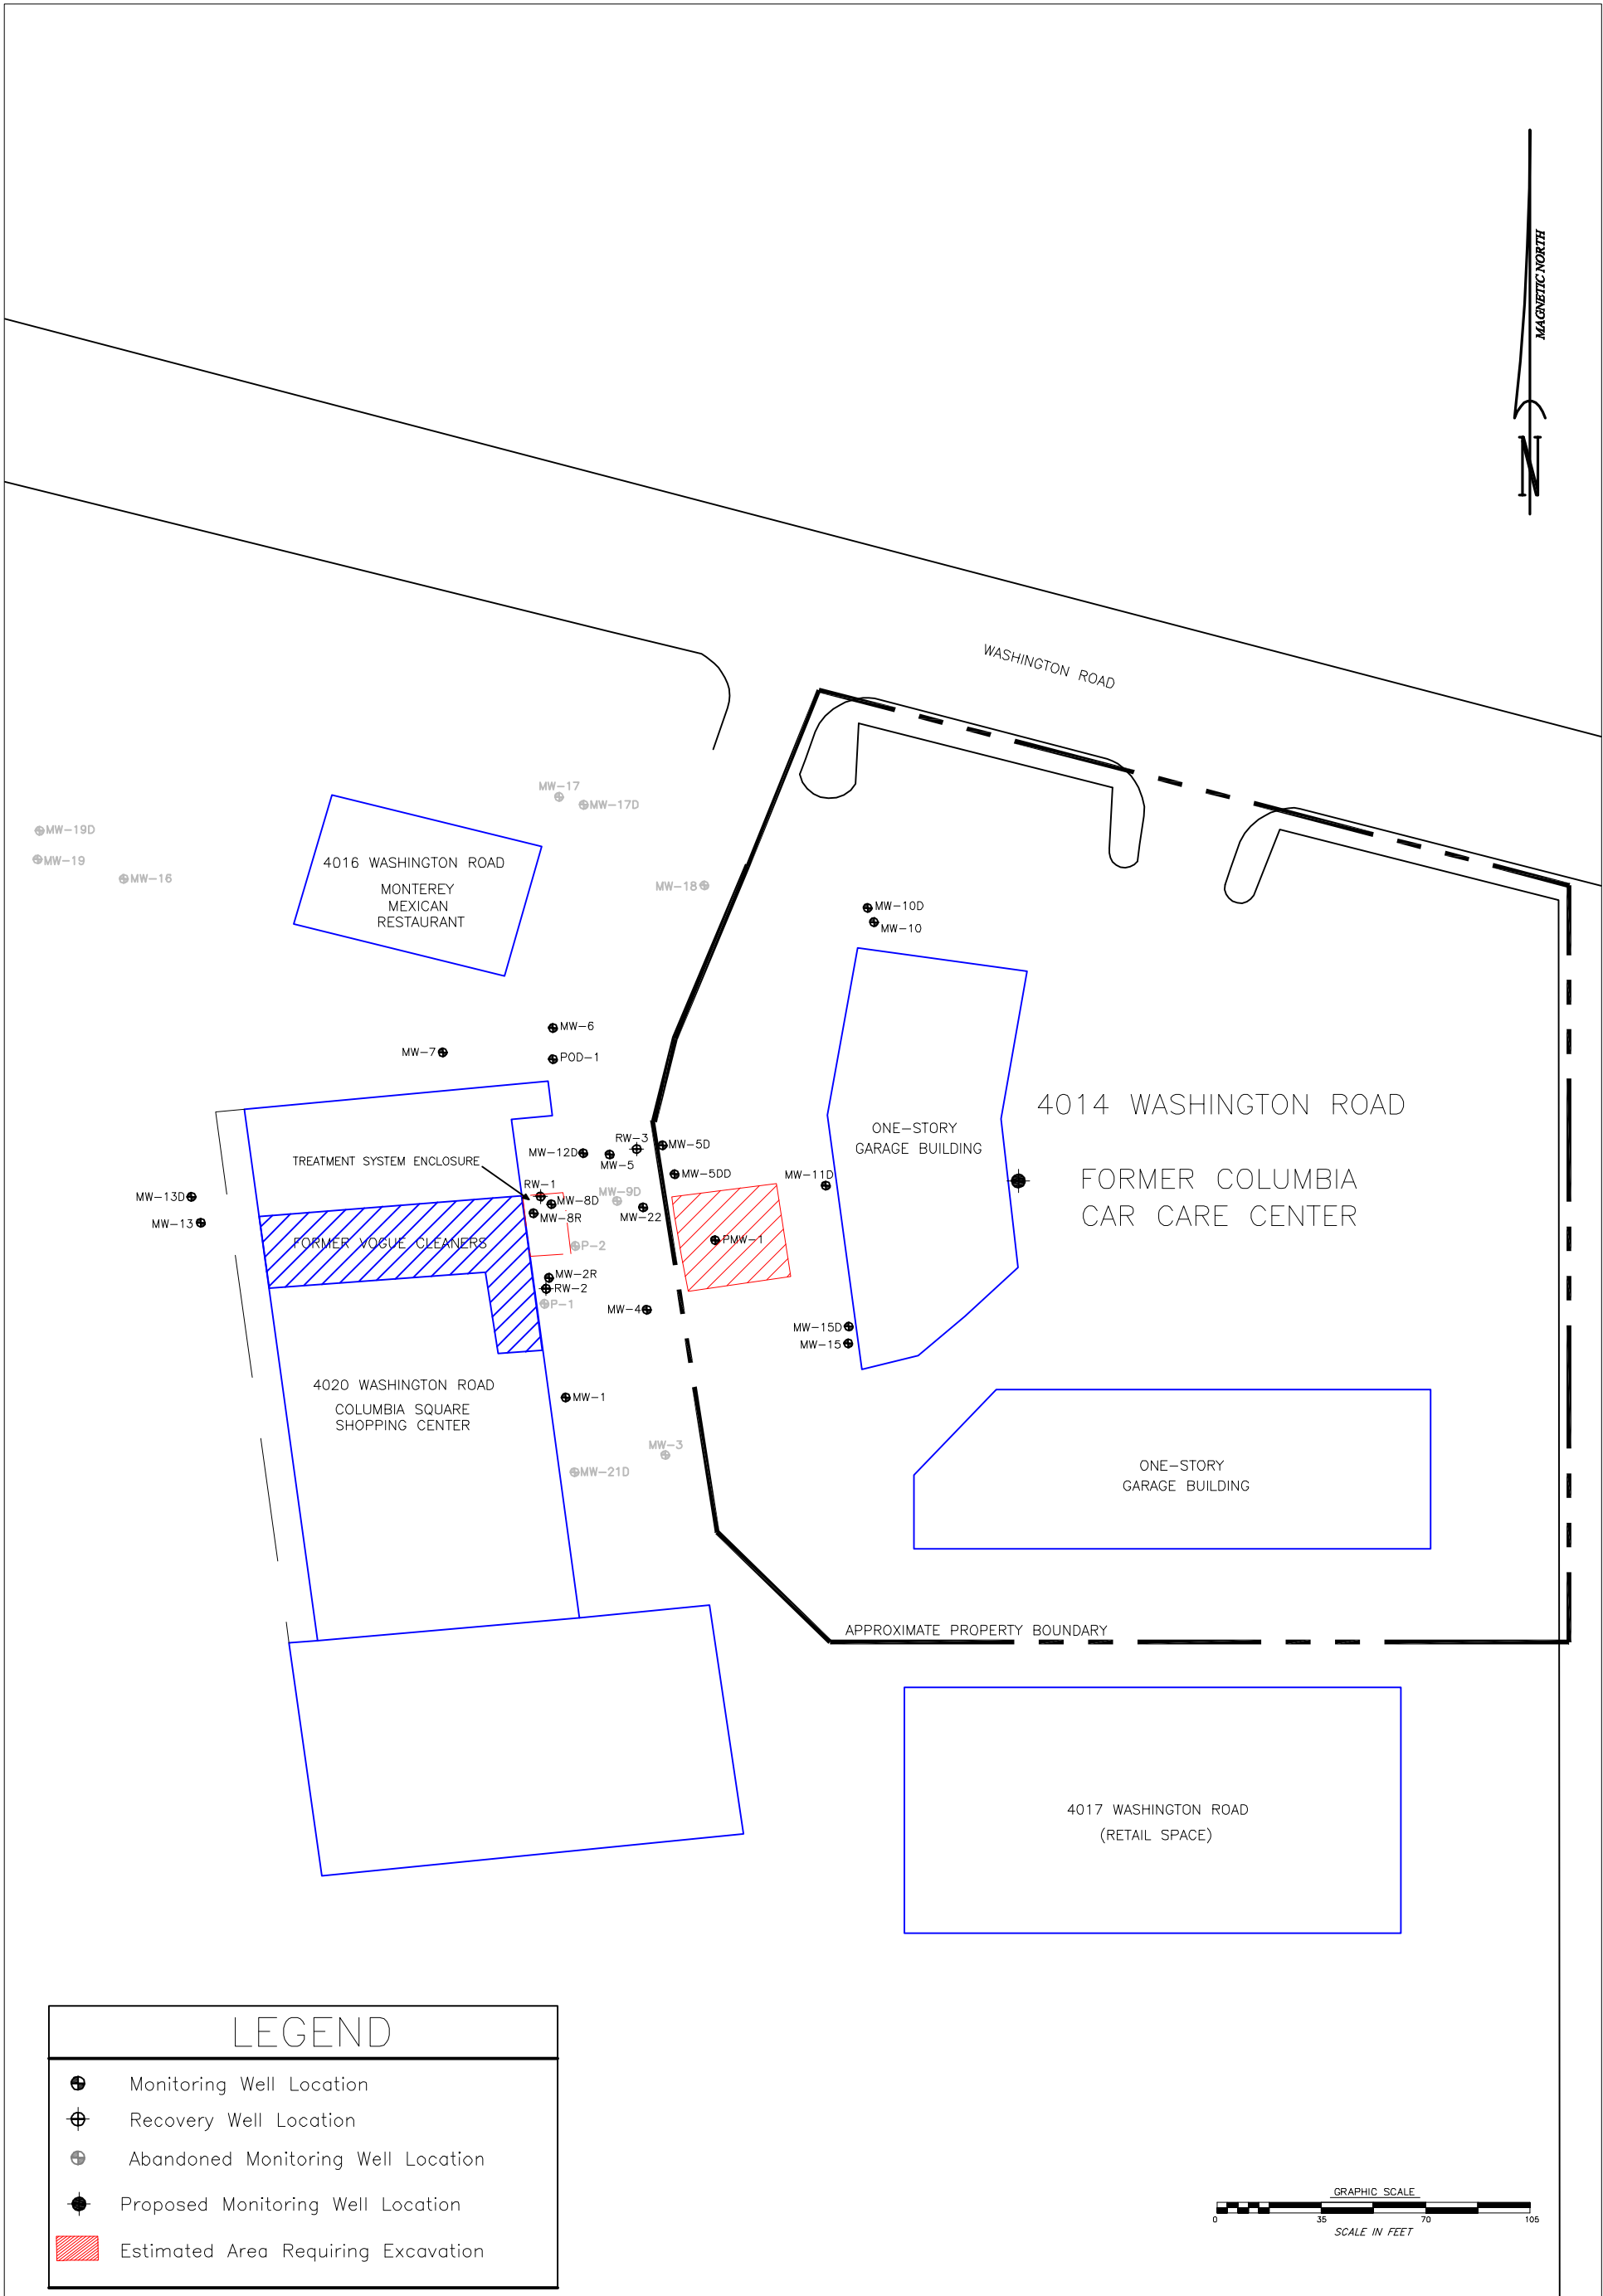 MAGNETIC NORTH
N
WASHINGTON ROAD
MW-17
MW-17D
MW-19D
MW-19
MW-16
4016 WASHINGTON ROAD
MONTEREY
MEXICAN
RESTAURANT
MW-18
MW-10D
MW-10
MW-6
MW-7
POD-1
4014 WASHINGTON ROAD
ONE-STORY
GARAGE BUILDING
FORMER COLUMBIA
CAR CARE CENTER
RW-3
MW-5D
MW-12D
MW-5
TREATMENT SYSTEM ENCLOSURE
MW-5DD
MW-11D
RW-1
MW-9D
MW-13D
MW-8D
MW-22
MW-8R
MW-13
FORMER VOGUE CLEANERS
P-2
PMW-1
MW-2R
RW-2
P-1
MW-4
MW-15D
MW-15
4020 WASHINGTON ROAD
COLUMBIA SQUARE
SHOPPING CENTER
MW-1
MW-3
MW-21D
ONE-STORY
GARAGE BUILDING
APPROXIMATE PROPERTY BOUNDARY
4017 WASHINGTON ROAD
(RETAIL SPACE)
LEGEND
Monitoring Well Location
Recovery Well Location
Abandoned Monitoring Well Location
Proposed Monitoring Well Location
Estimated Area Requiring Excavation
GRAPHIC SCALE
0 35 70 105
SCALE IN FEET